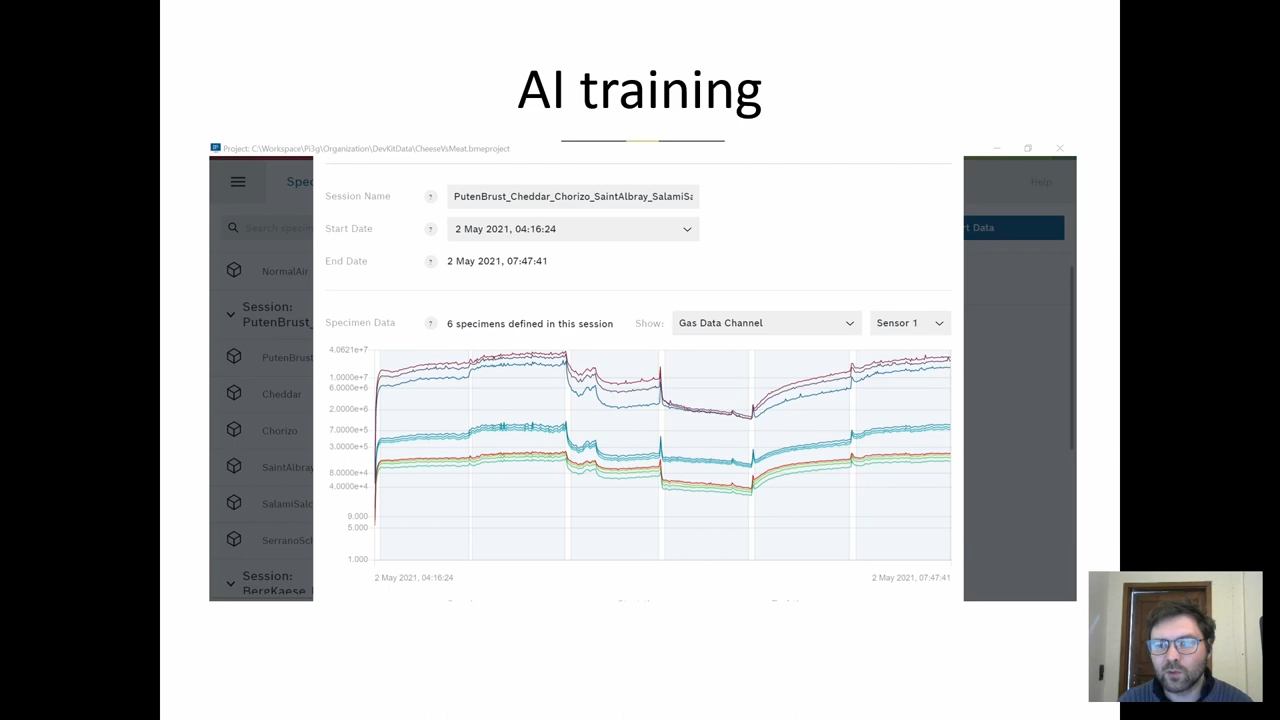 AI training
Project: C:\Workspace\Pi3g\Organization\DevKitData\CheeseVsMeat.bmeproject
Spec
Help
Session Name ? PutenBrust_Cheddar_Chorizo_SaintAlbray_SalamiSa
Search specim
Start Date ? 2 May 2021, 04:16:24
rt Data
End Date ? 2 May 2021, 07:47:41
NormalAir
Session:
PutenBrust_
Specimen Data ? 6 specimens defined in this session Show: Gas Data Channel Sensor 1
PutenBrust
Cheddar
Chorizo
SaintAlbray
SalamiSalc
SerranoSch
Session:
BergKaese_
4.0621e+7
1.0000e+7
6.0000e+6
2.0000e+6
7.0000e+5
3.0000e+5
8.0000e+4
4.0000e+4
9.000
5.000
1.000
2 May 2021, 04:16:24 2 May 2021, 07:47:41